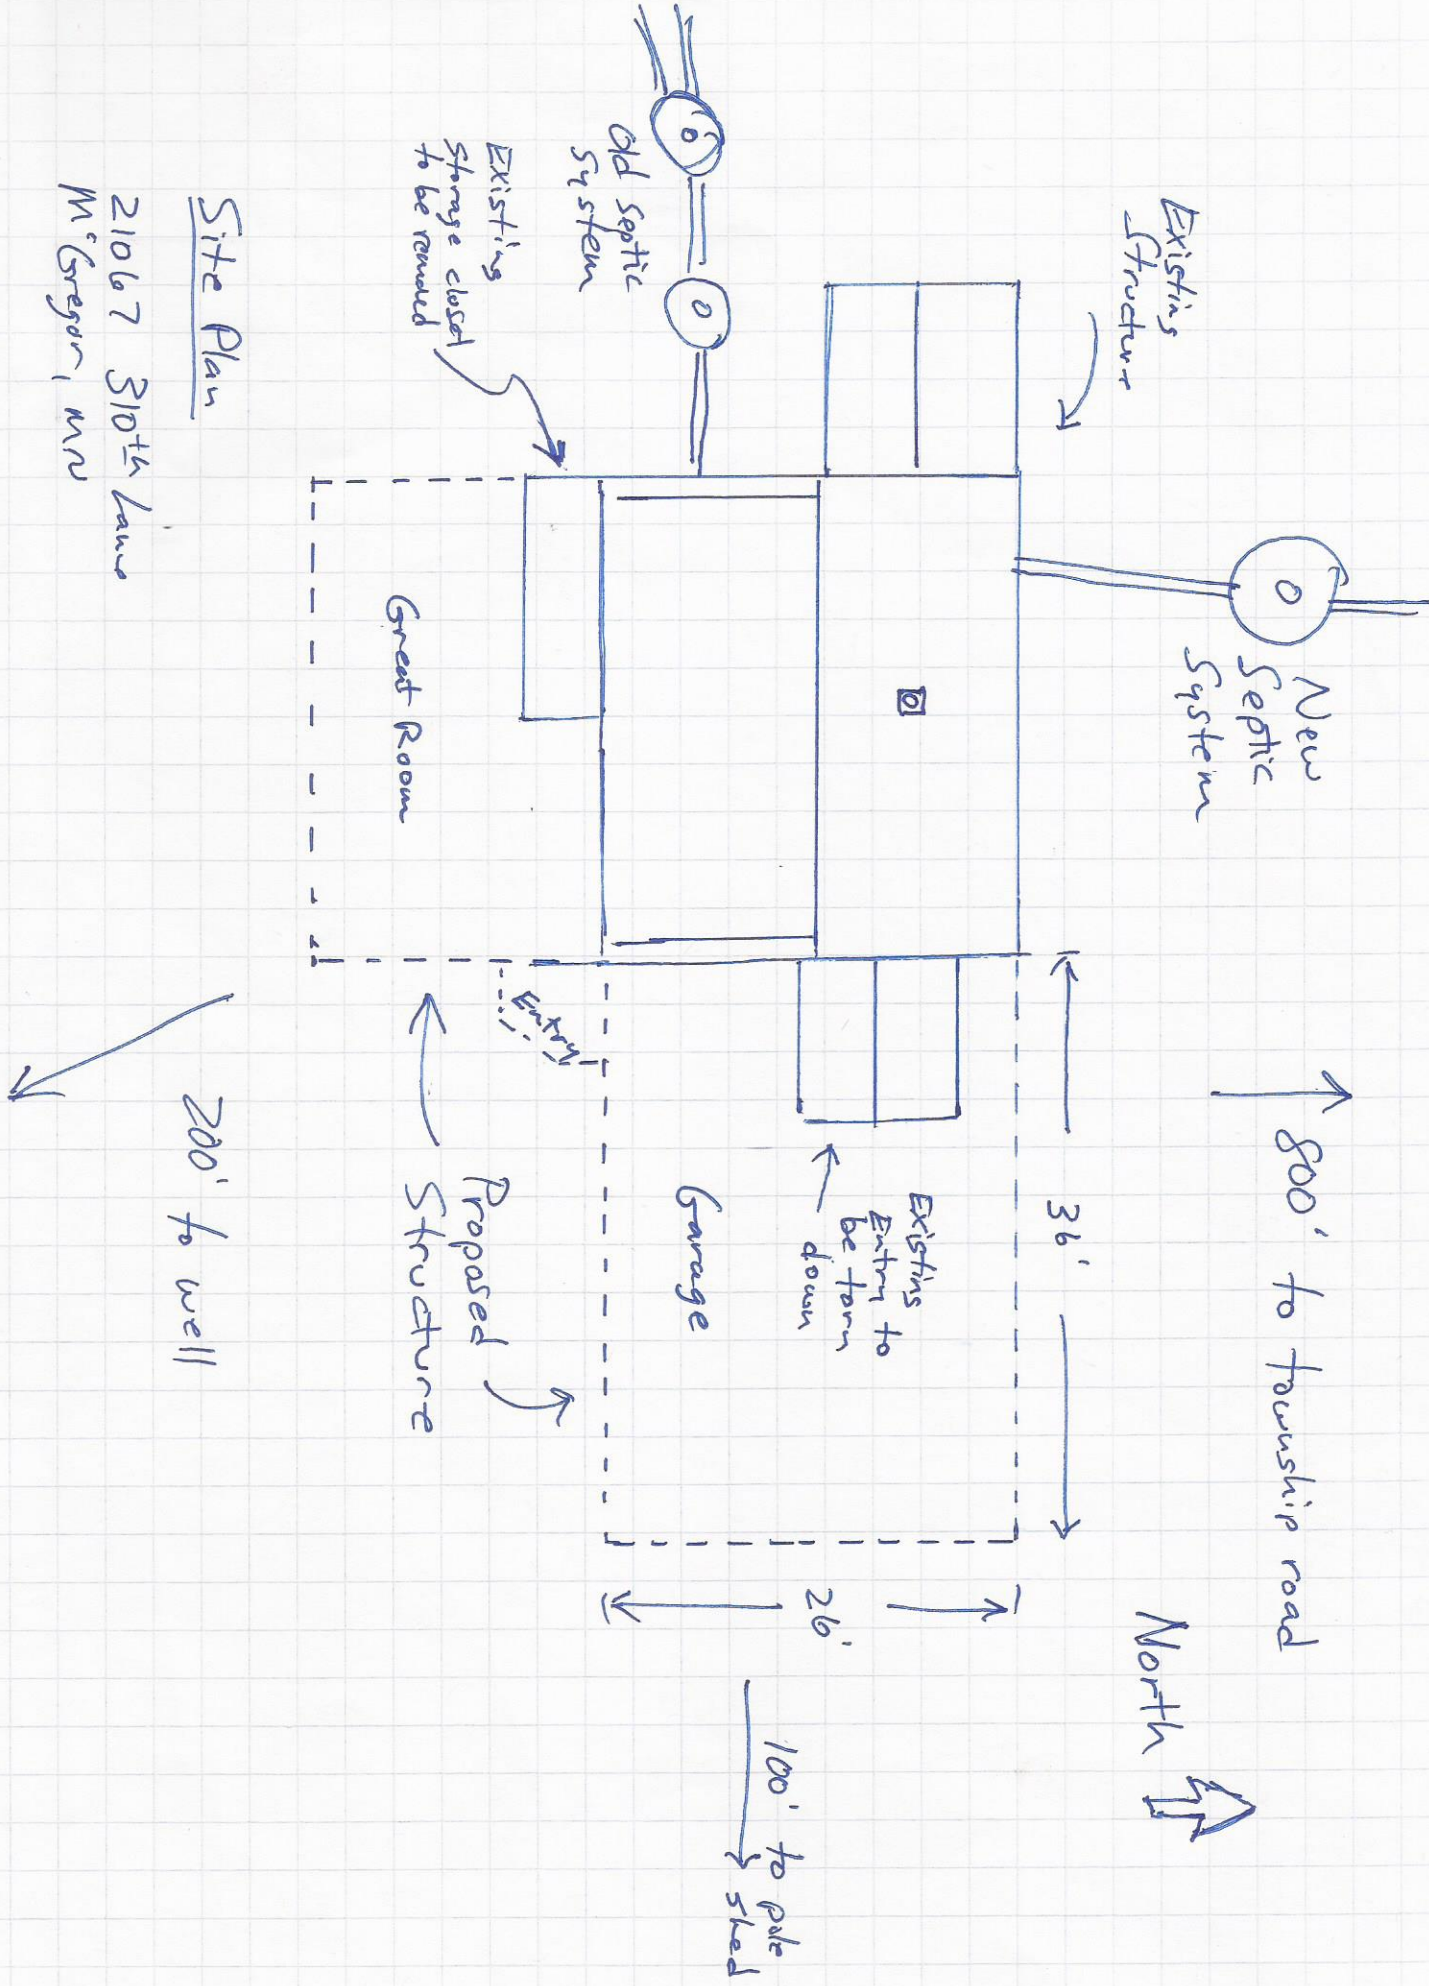 New
Septic
System
800' to township road
North
Existing
Structure
36'
Existing
Entry to
be torn
down
26'
100' to pole
shed
Old septic
system
Garage
Existing
storage closet
to be removed
Entry
Great Room
Proposed
Structure
Site Plan
21067 310th Lane
McGregor, MN
200' to well